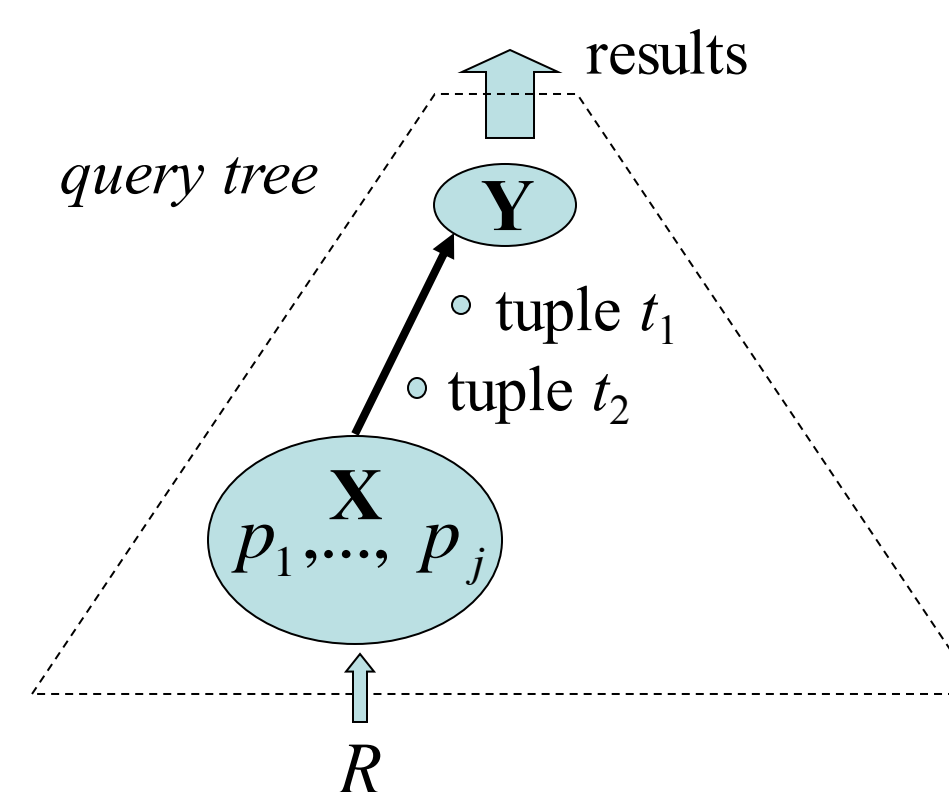 results
query tree
Y
tuple t₁
tuple t₂
X
p₁,..., pⱼ
R